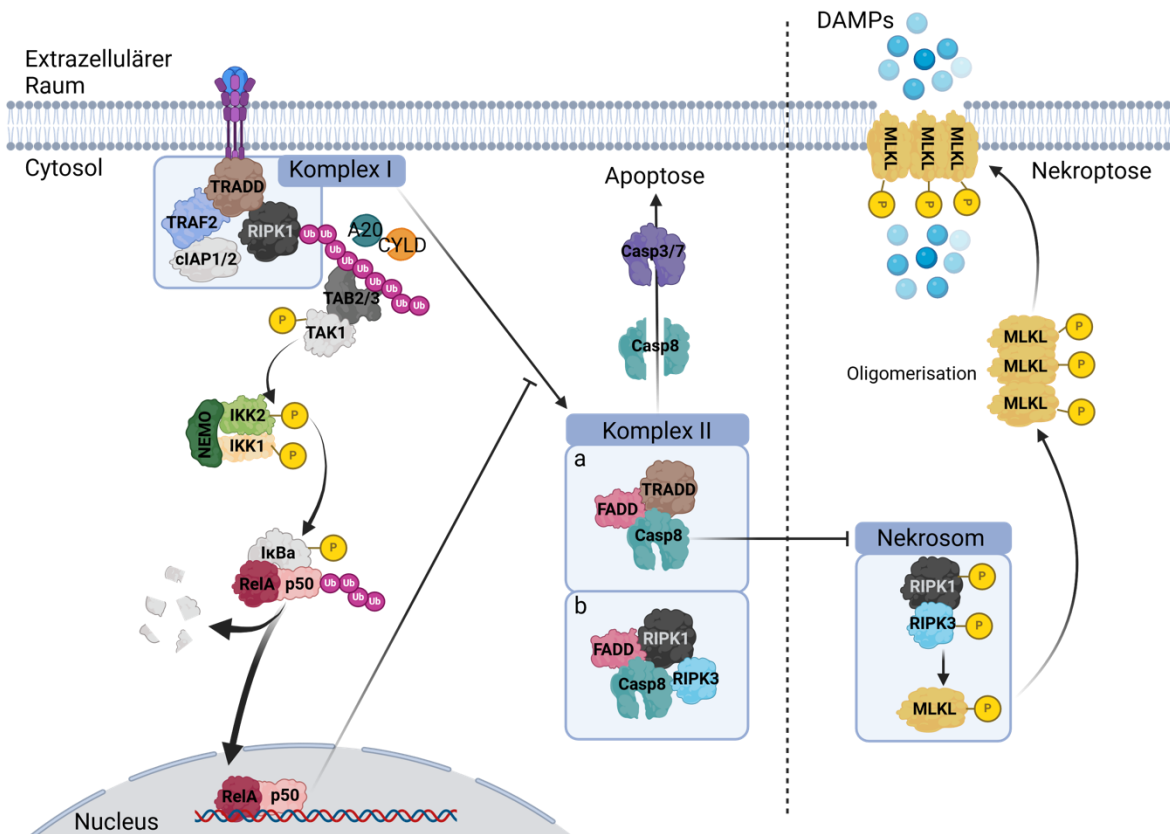 DAMPs
Extrazellulärer
Raum
Cytosol
Komplex I
TRADD
TRAF2
RIPK1
cIAP1/2
Ub
Ub
Ub
Ub
Ub
Ub
Ub
Ub
Ub
A20
CYLD
TAB2/3
TAK1
P
NEMO
IKK2
P
IKK1
P
IκBa
P
RelA
p50
Ub
Ub
Ub
Ub
RelA
p50
Nucleus
Apoptose
Casp3/7
Casp8
Komplex II
a
TRADD
FADD
Casp8
b
RIPK1
FADD
RIPK3
Casp8
MLKL
MLKL
MLKL
P
P
P
Nekroptose
MLKL
P
MLKL
P
MLKL
P
Oligomerisation
Nekrosom
RIPK1
P
RIPK3
P
MLKL
P